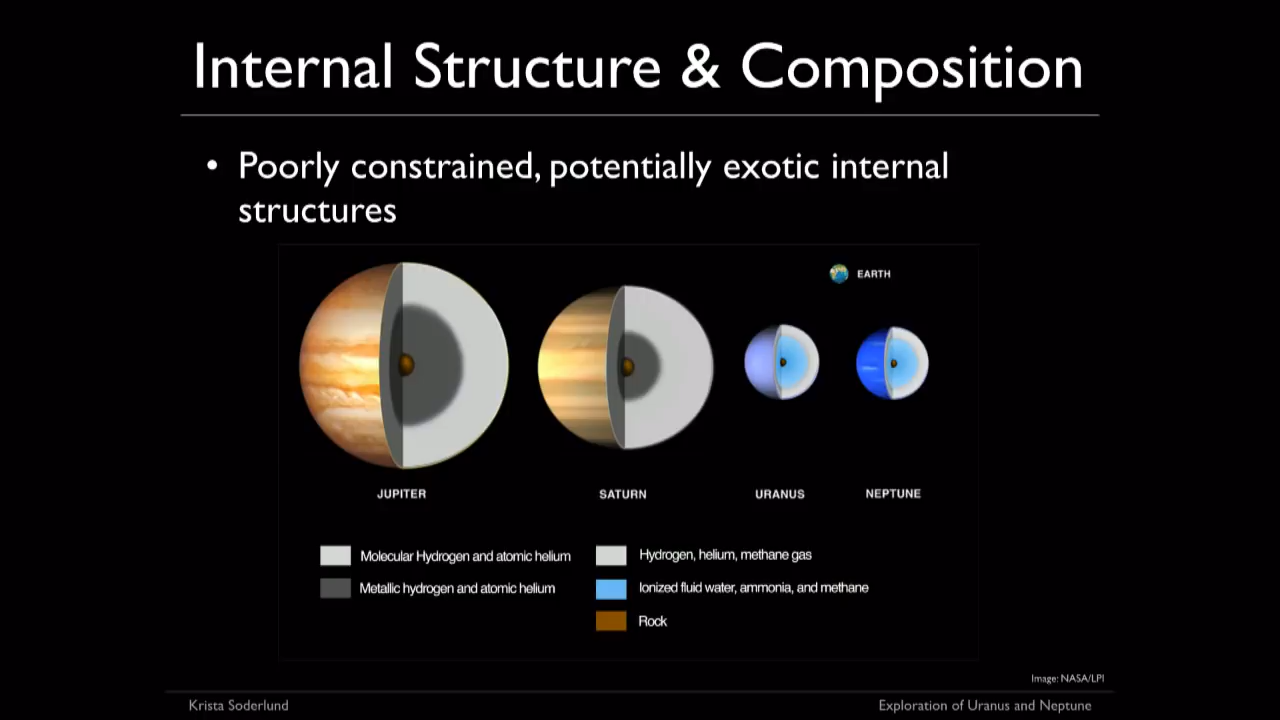 Internal Structure & Composition
• Poorly constrained, potentially exotic internal
structures
EARTH
JUPITER
SATURN
URANUS
NEPTUNE
Molecular Hydrogen and atomic helium
Metallic hydrogen and atomic helium
Hydrogen, helium, methane gas
Ionized fluid water, ammonia, and methane
Rock
Image: NASA/LPI
Krista Soderlund
Exploration of Uranus and Neptune